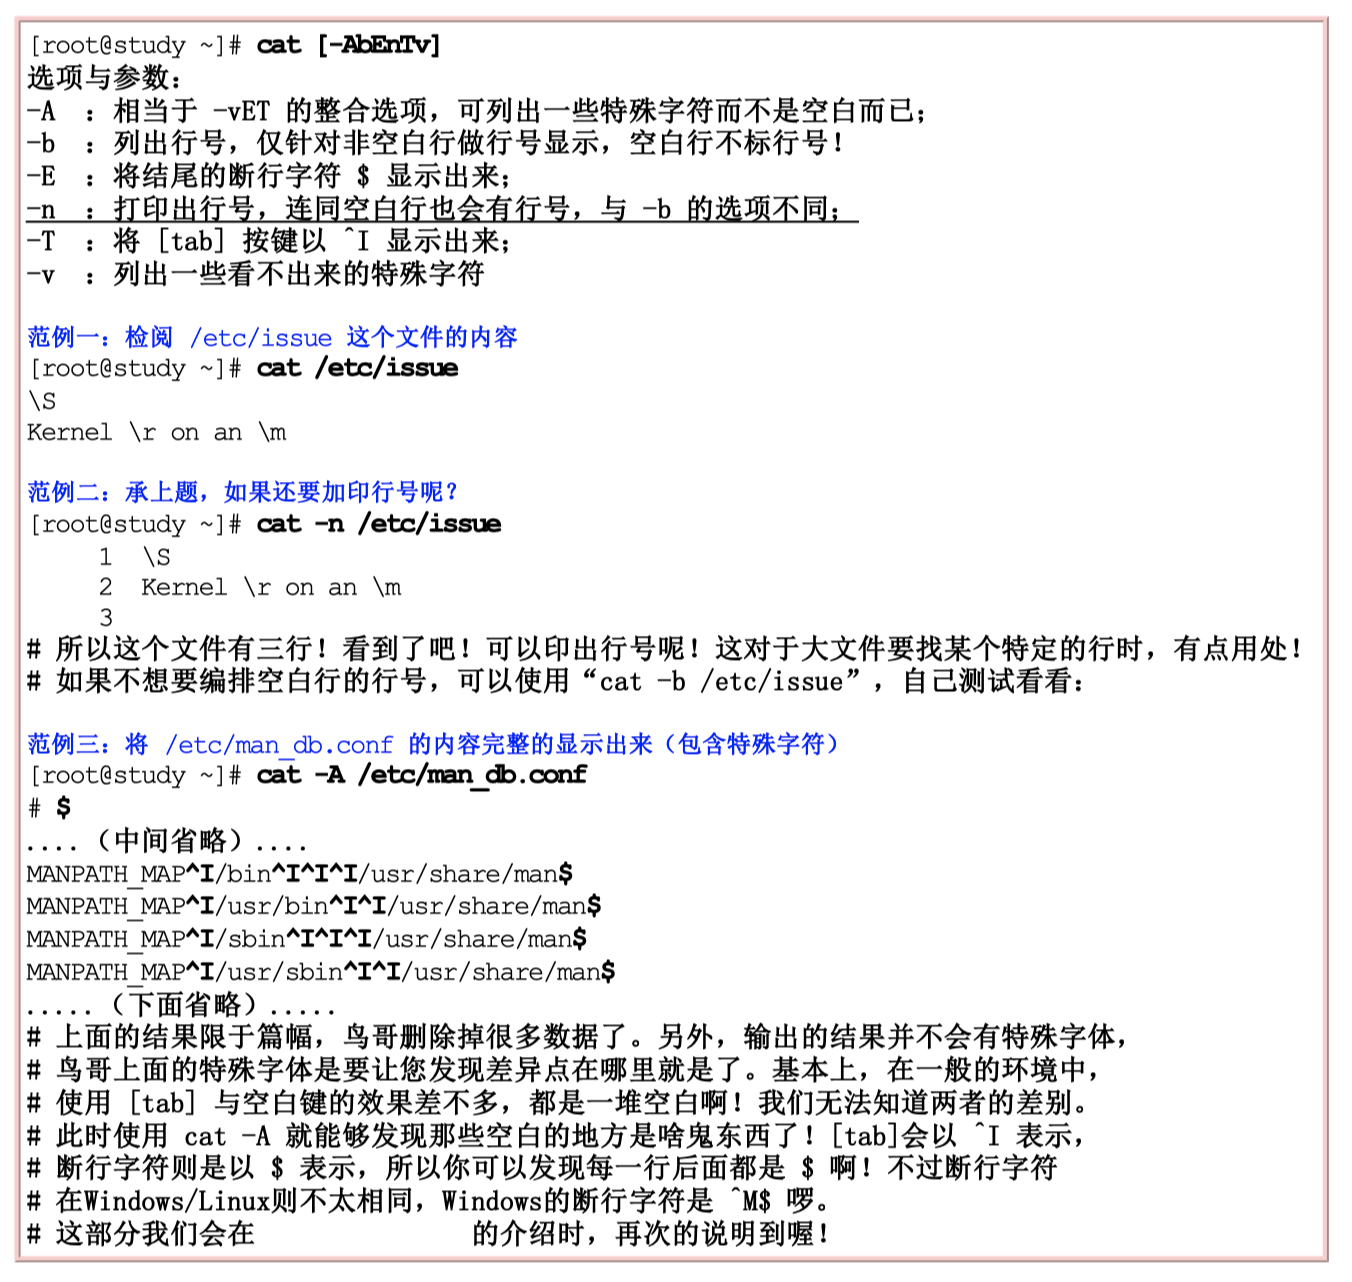 [root@study ~]# cat [-AbEnTv]
选项与参数：
-A  ：相当于 -vET 的整合选项，可列出一些特殊字符而不是空白而已；
-b  ：列出行号，仅针对非空白行做行号显示，空白行不标行号！
-E  ：将结尾的断行字符 $ 显示出来；
-n  ：打印出行号，连同空白行也会有行号，与 -b 的选项不同；
-T  ：将 [tab] 按键以 ^I 显示出来；
-v  ：列出一些看不出来的特殊字符
范例一：检阅 /etc/issue 这个文件的内容
[root@study ~]# cat /etc/issue
\S
Kernel \r on an \m
范例二：承上题，如果还要加印行号呢？
[root@study ~]# cat -n /etc/issue
     1  \S
     2  Kernel \r on an \m
     3
# 所以这个文件有三行！看到了吧！可以印出行号呢！这对于大文件要找某个特定的行时，有点用处！
# 如果不想要编排空白行的行号，可以使用“cat -b /etc/issue”，自己测试看看：
范例三：将 /etc/man_db.conf 的内容完整的显示出来（包含特殊字符）
[root@study ~]# cat -A /etc/man_db.conf
# $
....（中间省略）....
MANPATH_MAP^I/bin^I^I^I/usr/share/man$
MANPATH_MAP^I/usr/bin^I^I/usr/share/man$
MANPATH_MAP^I/sbin^I^I^I/usr/share/man$
MANPATH_MAP^I/usr/sbin^I^I/usr/share/man$
.....（下面省略）.....
# 上面的结果限于篇幅，鸟哥删除掉很多数据了。另外，输出的结果并不会有特殊字体，
# 鸟哥上面的特殊字体是要让您发现差异点在哪里就是了。基本上，在一般的环境中，
# 使用 [tab] 与空白键的效果差不多，都是一堆空白啊！我们无法知道两者的差别。
# 此时使用 cat -A 就能够发现那些空白的地方是啥鬼东西了！[tab]会以 ^I 表示，
# 断行字符则是以 $ 表示，所以你可以发现每一行后面都是 $ 啊！不过断行字符
# 在Windows/Linux则不太相同，Windows的断行字符是 ^M$ 啰。
# 这部分我们会在 的介绍时，再次的说明到喔！